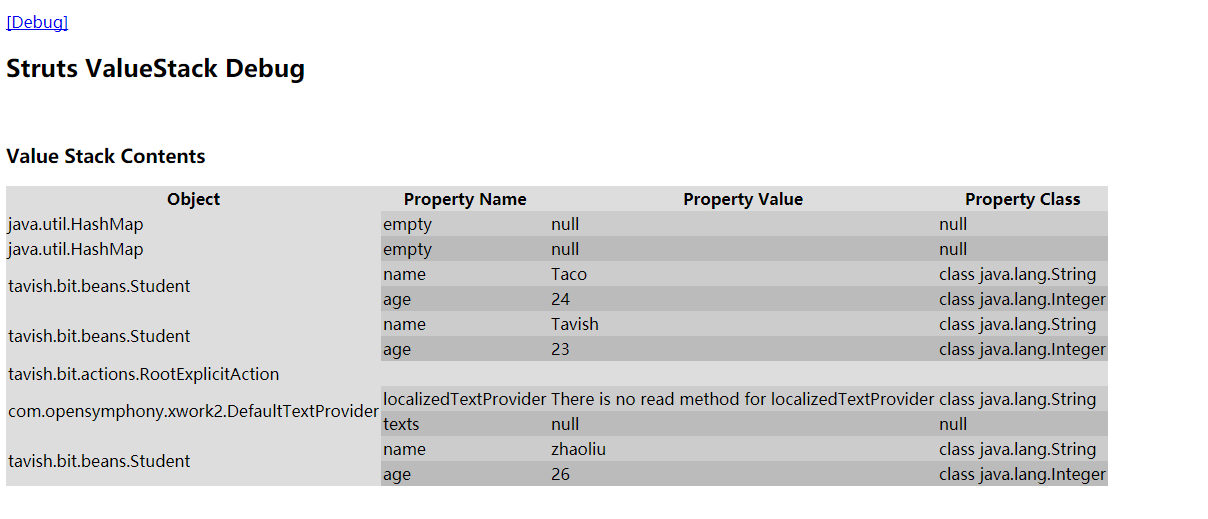 [Debug]
Struts ValueStack Debug
Value Stack Contents
Object Property Name Property Value Property Class
java.util.HashMap empty null null
java.util.HashMap empty null null
tavish.bit.beans.Student name Taco class java.lang.String
age 24 class java.lang.Integer
tavish.bit.beans.Student name Tavish class java.lang.String
age 23 class java.lang.Integer
tavish.bit.actions.RootExplicitAction
com.opensymphony.xwork2.DefaultTextProvider localizedTextProvider There is no read method for localizedTextProvider class java.lang.String
texts null null
tavish.bit.beans.Student name zhaoliu class java.lang.String
age 26 class java.lang.Integer